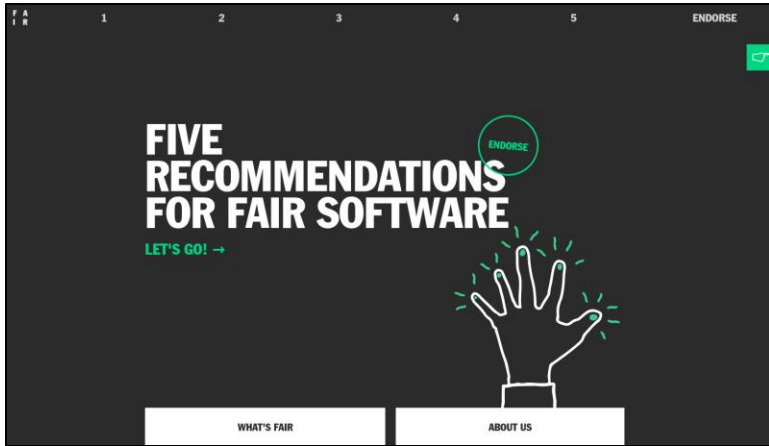 F A
I R
1
2
3
4
5
ENDORSE
FIVE
RECOMMENDATIONS
FOR FAIR SOFTWARE
ENDORSE
LET'S GO! →
WHAT'S FAIR
ABOUT US